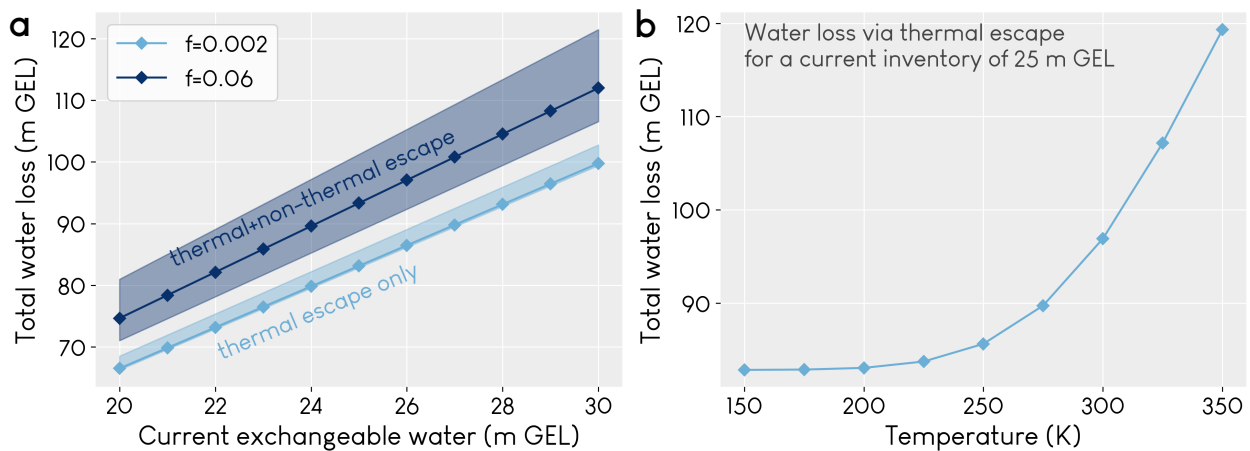 a
f=0.002
f=0.06
thermal+non-thermal escape
thermal escape only
Total water loss (m GEL)
120
110
100
90
80
70
20
22
24
26
28
30
Current exchangeable water (m GEL)
b
Water loss via thermal escape
for a current inventory of 25 m GEL
Total water loss (m GEL)
120
110
100
90
150
200
250
300
350
Temperature (K)